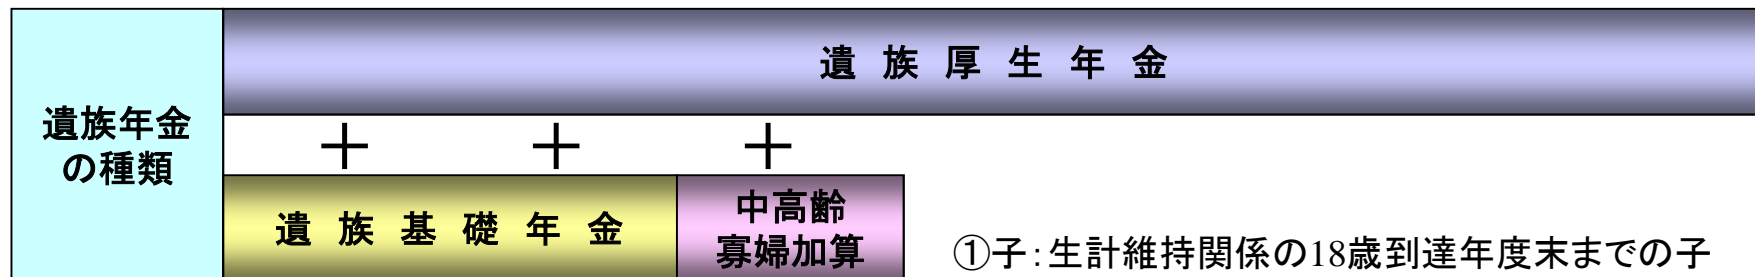 遺族厚生年金
遺族年金
の種類
＋ ＋ ＋
遺族基礎年金
中高齢
寡婦加算
①子：生計維持関係の18歳到達年度末までの子